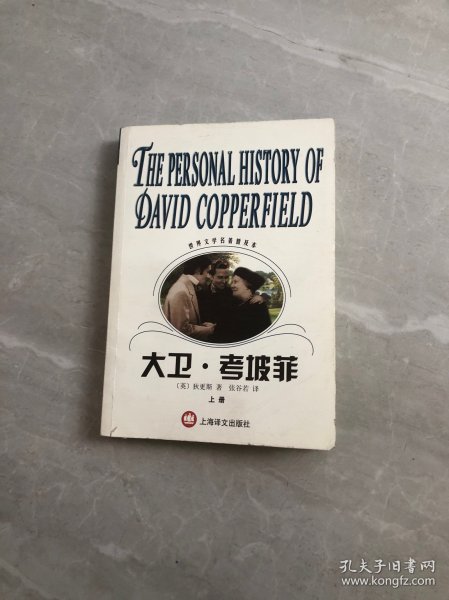 THE PERSONAL HISTORY OF
DAVID COPPERFIELD
世界文学名著普及本
大卫·考坡菲
〔英〕狄更斯 著 张谷若 译
上册
上海译文出版社
孔夫子旧书网
www.kongfz.com